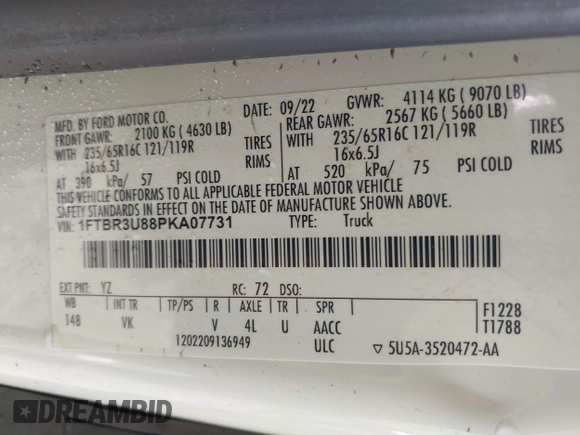 MFD. BY FORD MOTOR CO.
DATE: 09/22 GVWR: 4114 KG ( 9070 LB)
FRONT GAWR: 2100 KG ( 4630 LB) REAR GAWR: 2567 KG ( 5660 LB)
WITH 235/65R16C 121/119R TIRES WITH 235/65R16C 121/119R TIRES
16x6.5J RIMS 16x6.5J RIMS
AT 390 kPa/ 57 PSI COLD AT 520 kPa/ 75 PSI COLD
THIS VEHICLE CONFORMS TO ALL APPLICABLE FEDERAL MOTOR VEHICLE
SAFETY STANDARDS IN EFFECT ON THE DATE OF MANUFACTURE SHOWN ABOVE.
VIN: 1FTBR3U88PKA07731 TYPE: Truck
EXT PNT: YZ RC: 72 DSO:
WB INT TR TP/PS R AXLE TR SPR F1228
148 VK V 4L U AACC T1788
1202209136949 ULC ▽ 5U5A-3520472-AA
DREAMBID